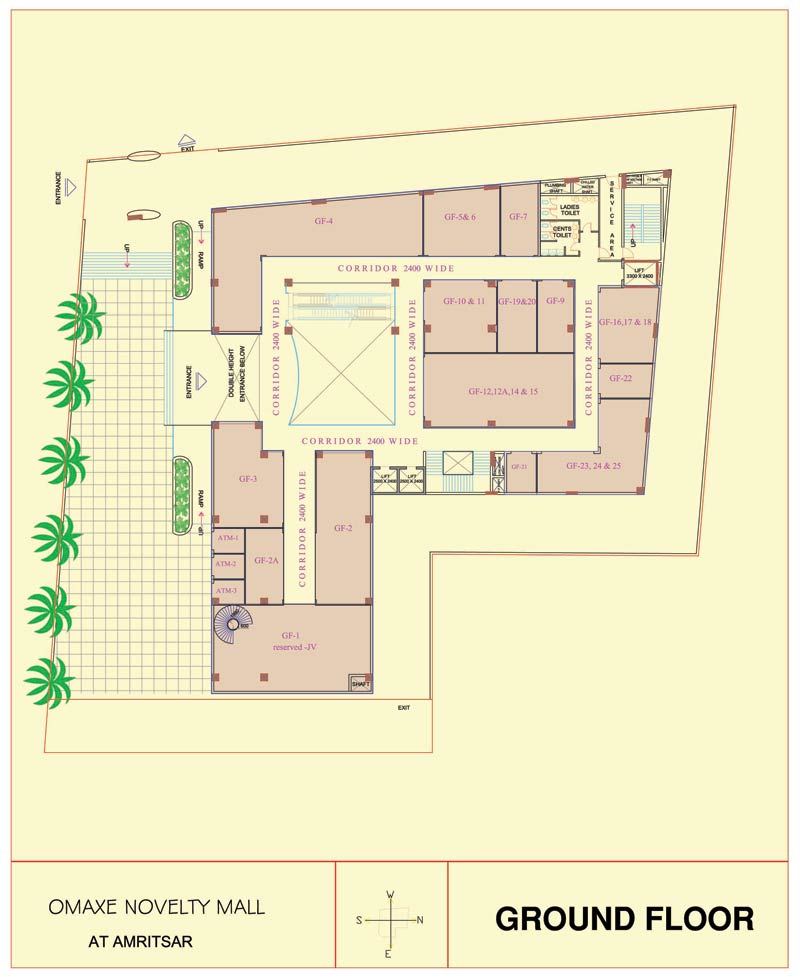 EXIT
ENTRANCE
UP
UP
RAMP
GF-4
GF-5& 6
GF-7
PLUMBING
SHAFT
CHILLED
WATER
SHAFT
LADIES
TOILET
CENTS
TOILET
SERVICE AREA
UP
LIFT
2300 X 2400
CORRIDOR 2400 WIDE
CORRIDOR 2400 WIDE
CORRIDOR 2400 WIDE
CORRIDOR 2400 WIDE
GF-10 & 11
GF-19&20
GF-9
GF-16,17 & 18
GF-12,12A,14 & 15
GF-22
ENTRANCE
DOUBLE HEIGHT
ENTRANCE BELOW
CORRIDOR 2400 WIDE
GF-3
GF-2
GF-21
GF-23, 24 & 25
LIFT
2500 X 2400
LIFT
2500 X 2400
RAMP
UP
CORRIDOR 2400 WIDE
ATM-1
ATM-2
ATM-3
GF-2A
GF-1
reserved -JV
SHAFT
EXIT
OMAXE NOVELTY MALL
AT AMRITSAR
W
S
N
E
GROUND FLOOR